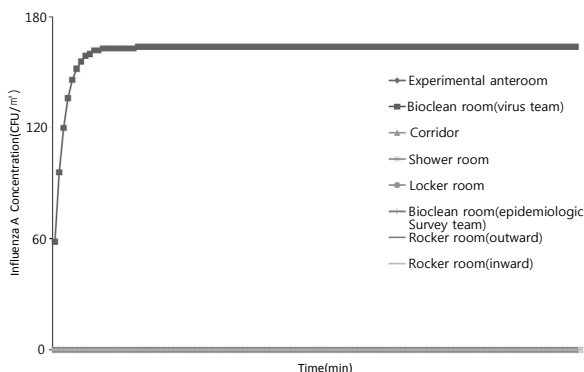 180
120
60
0
Influenza A Concentration(CFU/㎥)
Time(min)
Experimental anteroom
Bioclean room(virus team)
Corridor
Shower room
Locker room
Bioclean room(epidemiologic
Survey team)
Rocker room(outward)
Rocker room(inward)